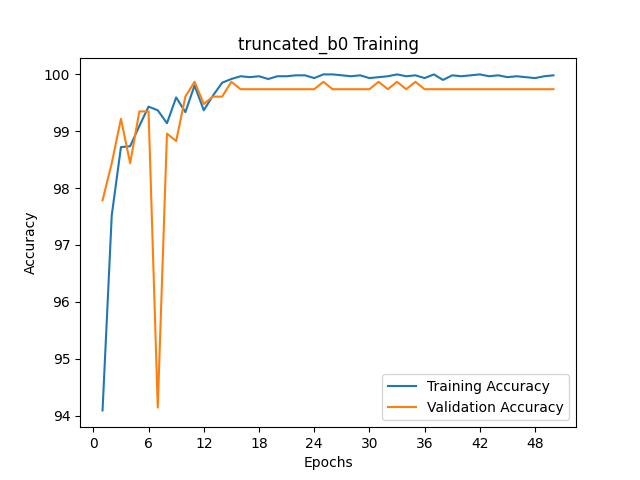 truncated_b0 Training
100
99
98
97
96
95
94
Accuracy
0 6 12 18 24 30 36 42 48
Epochs
Training Accuracy
Validation Accuracy